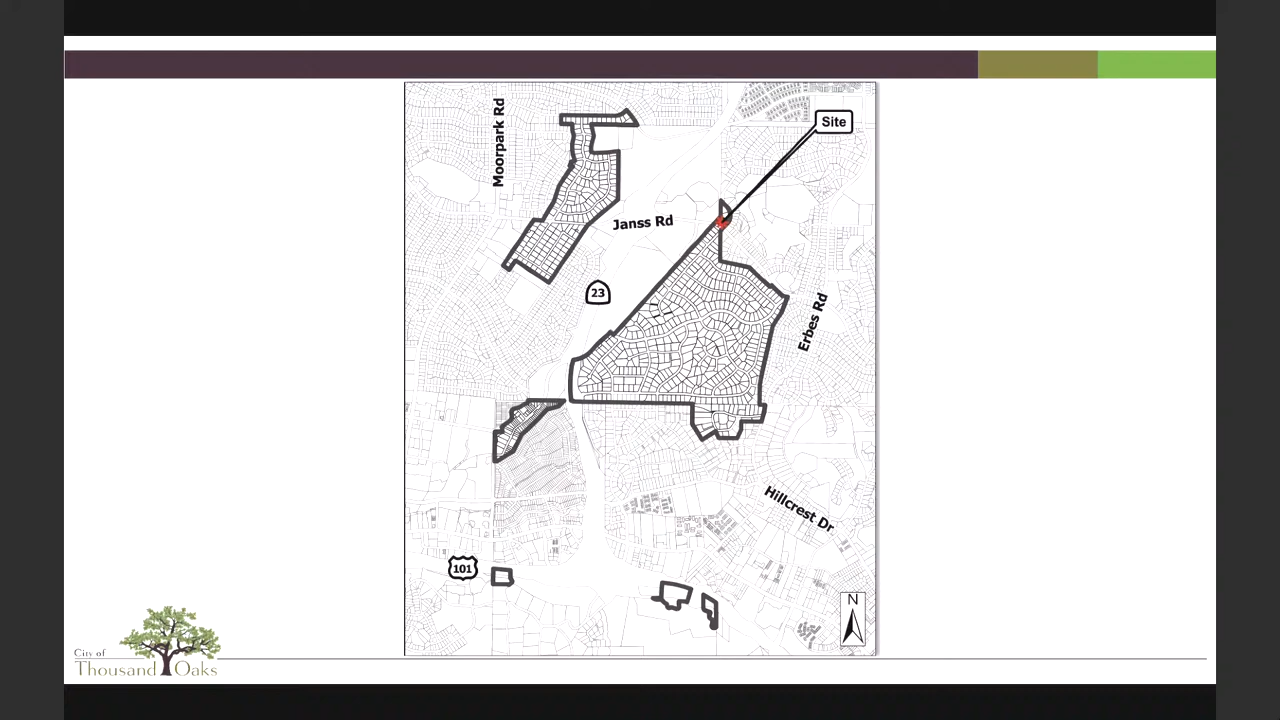 Moorpark Rd
Site
Janss Rd
23
Erbes Rd
Hillcrest Dr
101
N
City of
Thousand Oaks